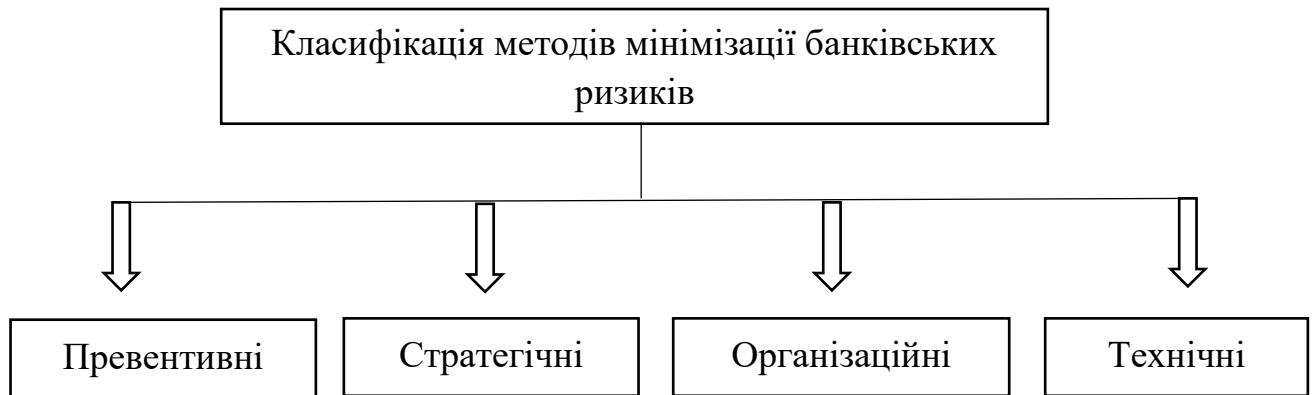 Класифікація методів мінімізації банківських
ризиків
Превентивні
Стратегічні
Організаційні
Технічні